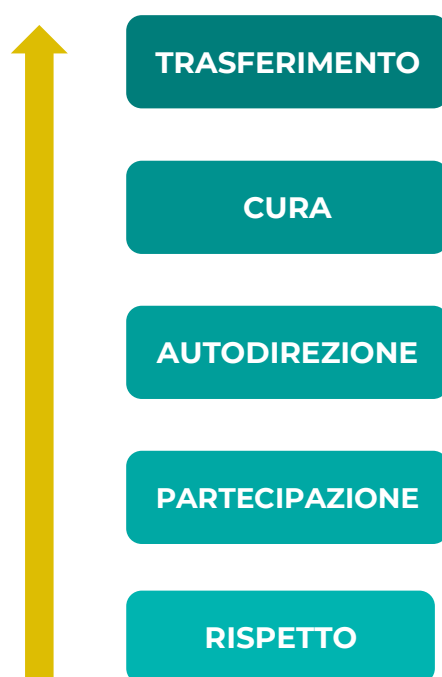 TRASFERIMENTO
CURA
AUTODIREZIONE
PARTECIPAZIONE
RISPETTO